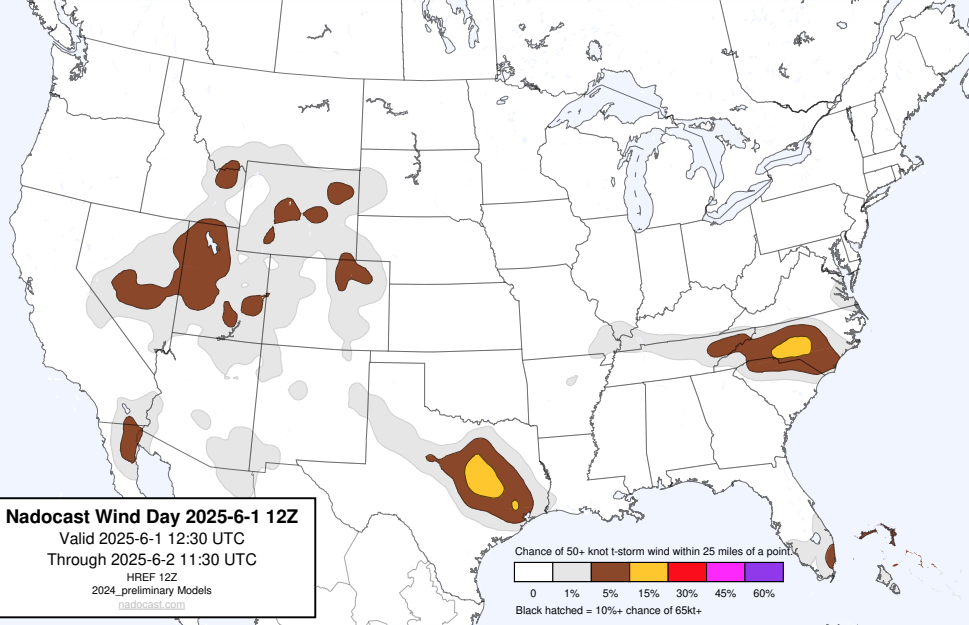 Nadocast Wind Day 2025-6-1 12Z
Valid 2025-6-1 12:30 UTC
Through 2025-6-2 11:30 UTC
HREF 12Z
2024_preliminary Models
nadocast.com
Chance of 50+ knot t-storm wind within 25 miles of a point.
0 1% 5% 15% 30% 45% 60%
Black hatched = 10%+ chance of 65kt+